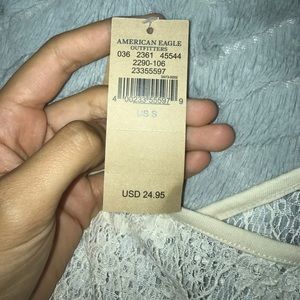 AMERICAN EAGLE
OUTFITTERS
036 2361 45544
2290-106
23355597
US S
USD 24.95